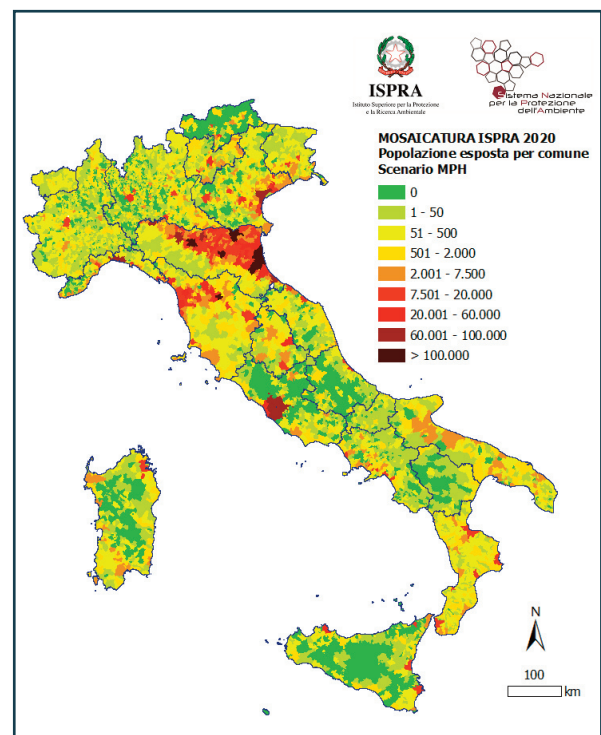 ISPRA
Istituto Superiore per la Protezione
e la Ricerca Ambientale
Sistema Nazionale
per la Protezione
dell'Ambiente
MOSAICATURA ISPRA 2020
Popolazione esposta per comune
Scenario MPH
0
1 - 50
51 - 500
501 - 2.000
2.001 - 7.500
7.501 - 20.000
20.001 - 60.000
60.001 - 100.000
> 100.000
N
100
km